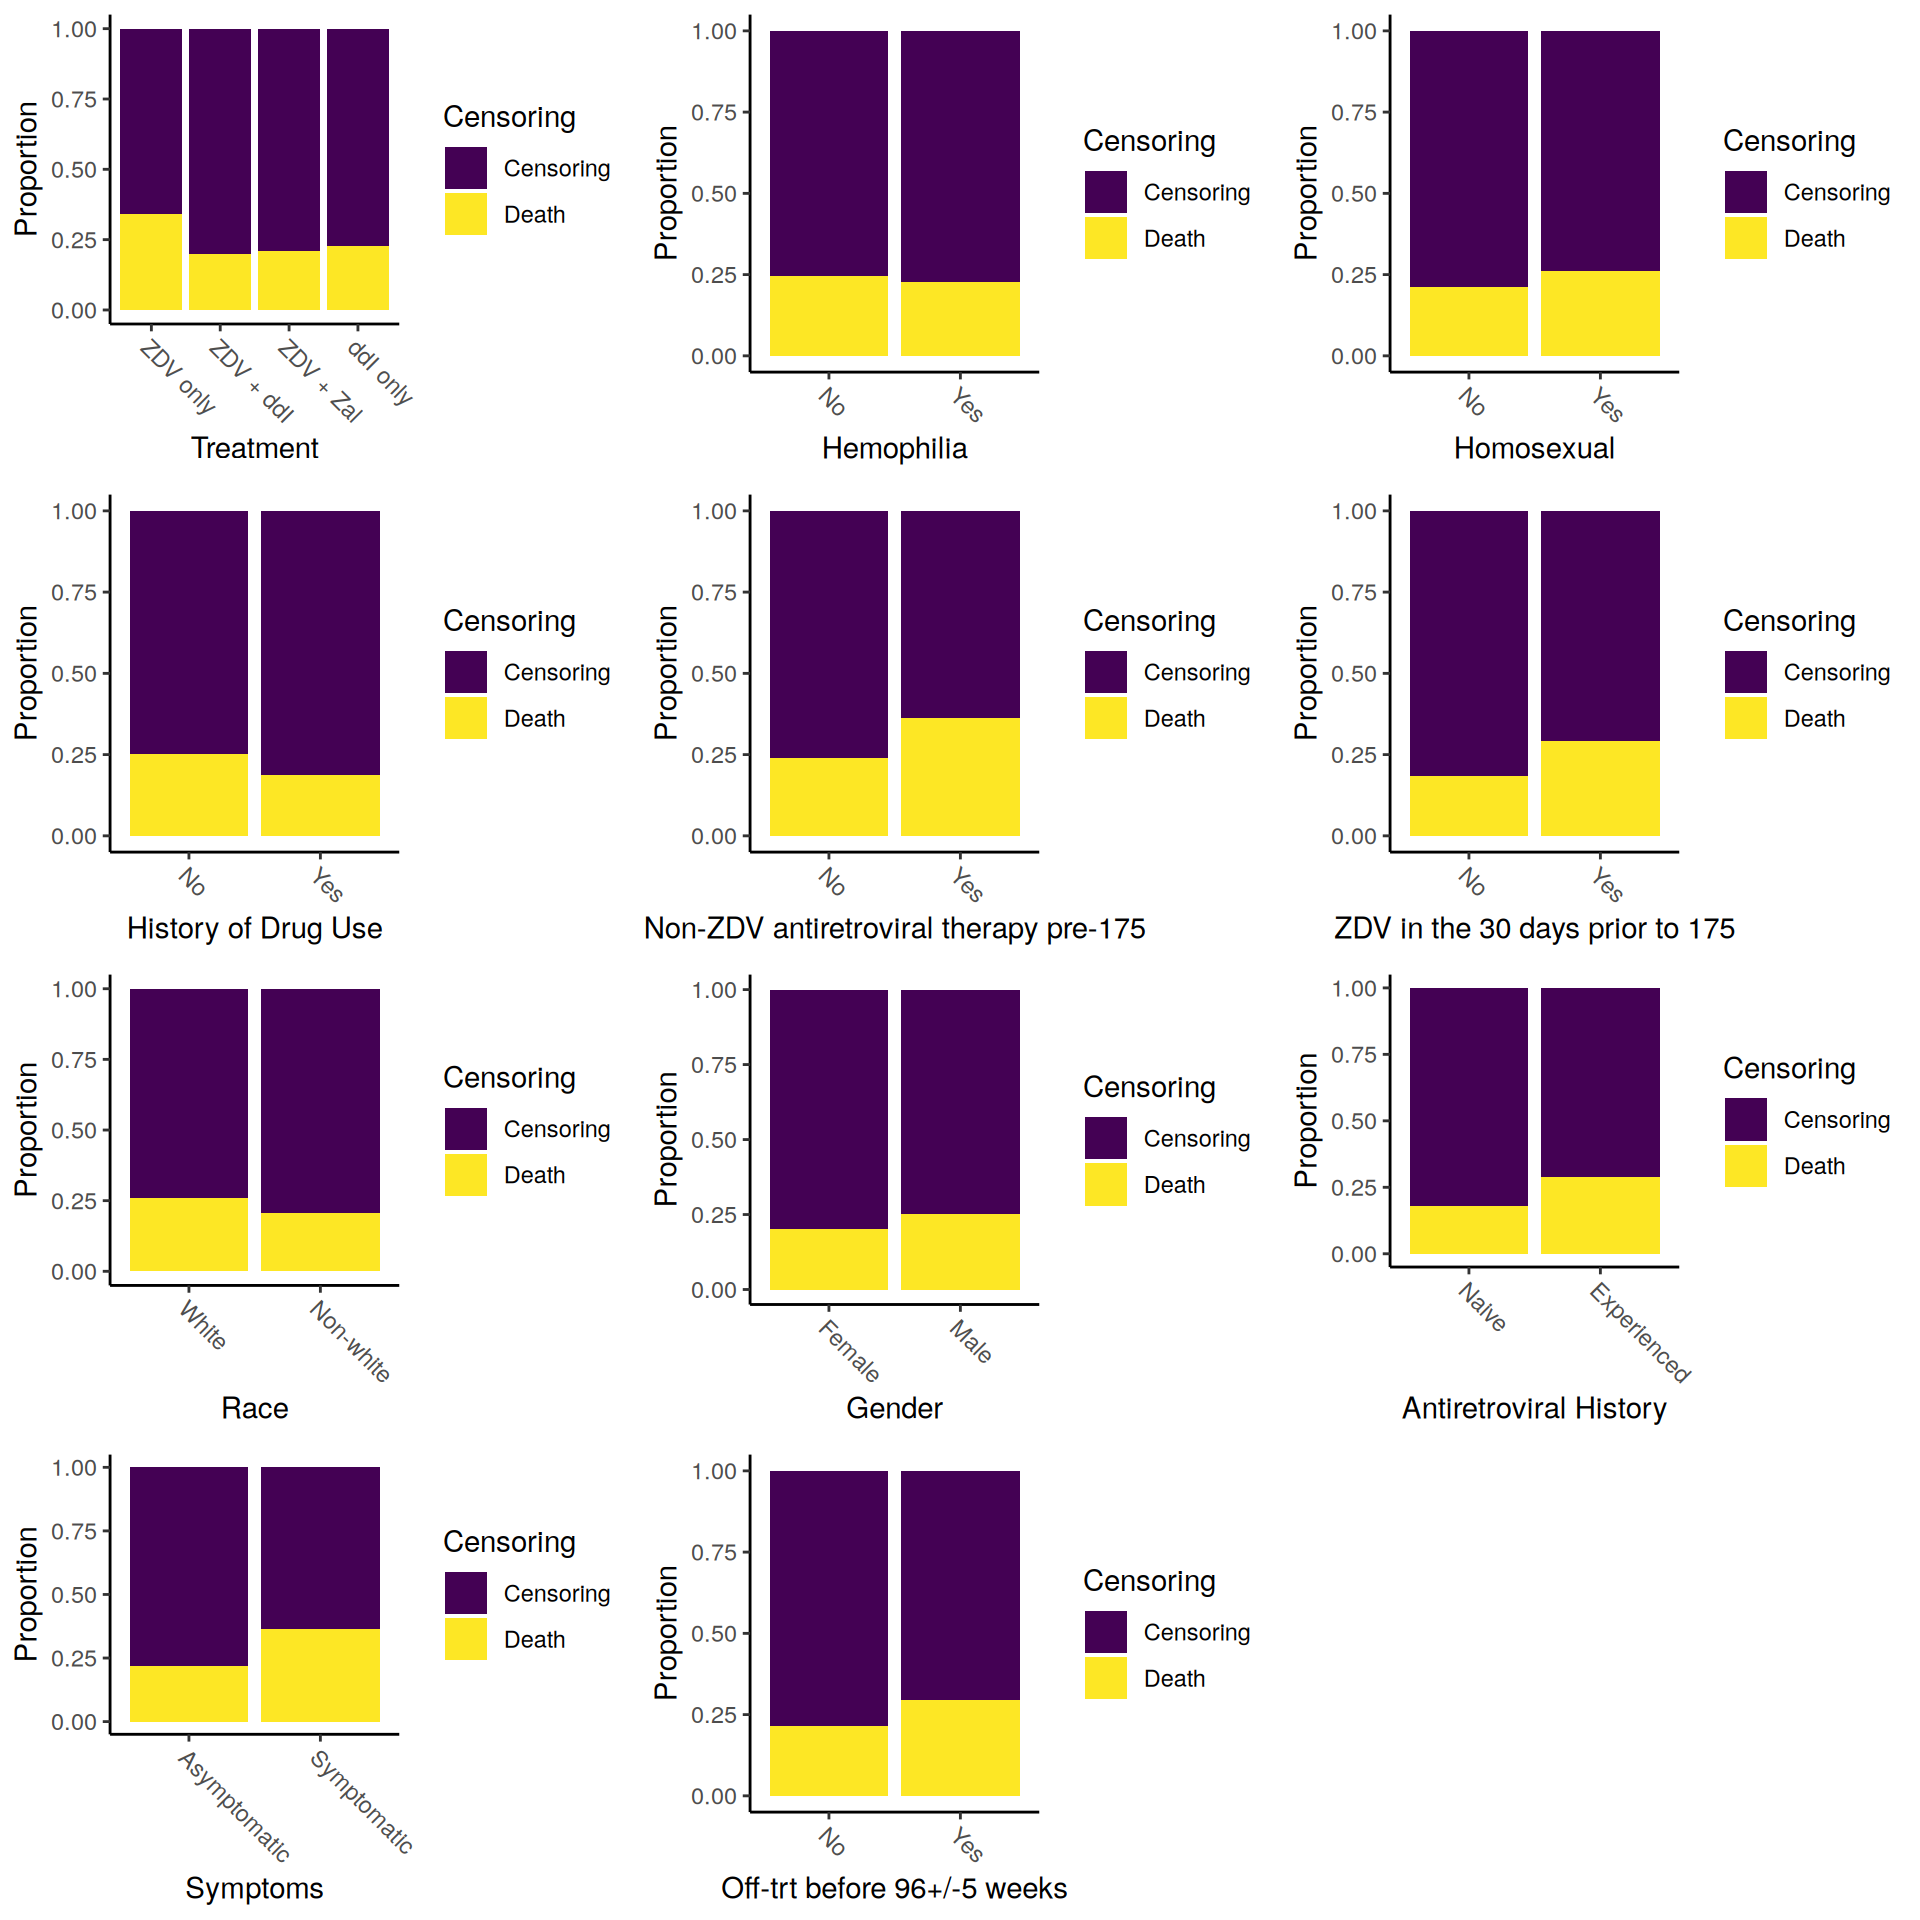 1.00
0.75
0.50
0.25
0.00
Proportion
ZDV only
ZDV + ddI
ZDV + Zal
ddI only
Treatment
Censoring
Censoring
Death
1.00
0.75
0.50
0.25
0.00
Proportion
No
Yes
Hemophilia
Censoring
Censoring
Death
1.00
0.75
0.50
0.25
0.00
Proportion
No
Yes
Homosexual
Censoring
Censoring
Death
1.00
0.75
0.50
0.25
0.00
Proportion
No
Yes
History of Drug Use
Censoring
Censoring
Death
1.00
0.75
0.50
0.25
0.00
Proportion
No
Yes
Non-ZDV antiretroviral therapy pre-175
Censoring
Censoring
Death
1.00
0.75
0.50
0.25
0.00
Proportion
No
Yes
ZDV in the 30 days prior to 175
Censoring
Censoring
Death
1.00
0.75
0.50
0.25
0.00
Proportion
White
Non-white
Race
Censoring
Censoring
Death
1.00
0.75
0.50
0.25
0.00
Proportion
Female
Male
Gender
Censoring
Censoring
Death
1.00
0.75
0.50
0.25
0.00
Proportion
Naive
Experienced
Antiretroviral History
Censoring
Censoring
Death
1.00
0.75
0.50
0.25
0.00
Proportion
Asymptomatic
Symptomatic
Symptoms
Censoring
Censoring
Death
1.00
0.75
0.50
0.25
0.00
Proportion
No
Yes
Off-trt before 96+/-5 weeks
Censoring
Censoring
Death